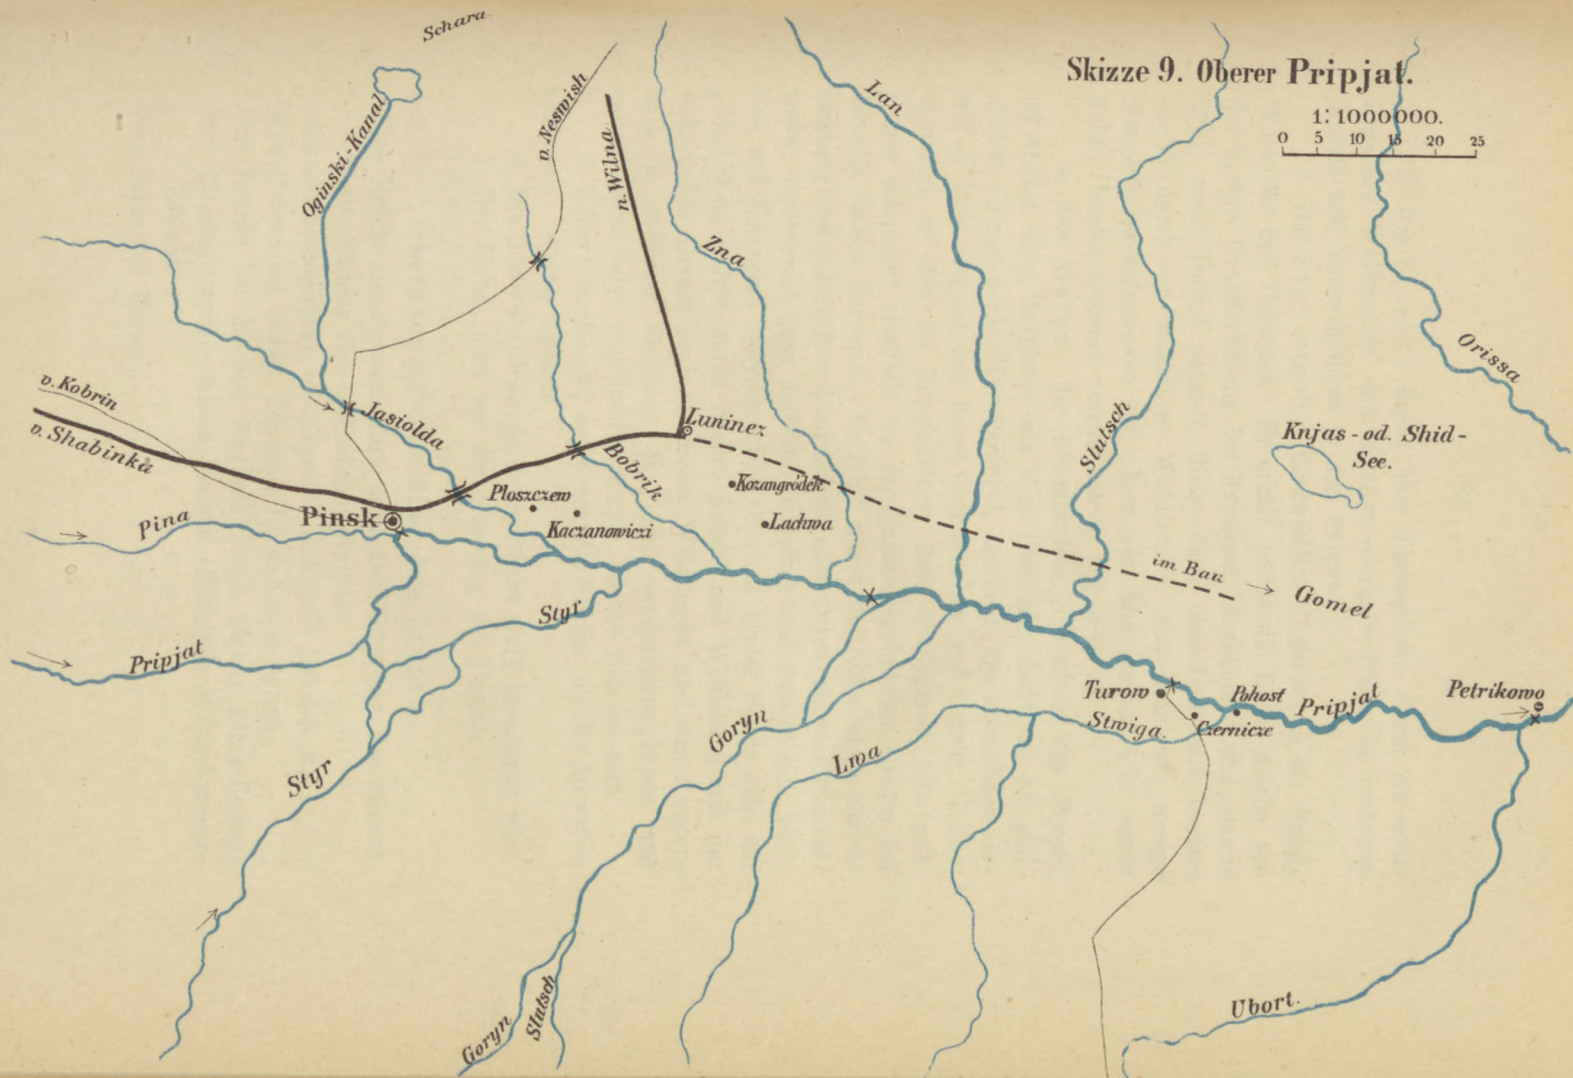 Schara
Skizze 9. Oberer Pripjat.
1:1000000.
0 5 10 15 20 25
Oginski-Kanal
v. Neswish
n. Wilna
Lan
Zna
Orissa
v. Kobrin
v. Shabinka
Jasiolda
Luninez
Bobrik
Slutsch
Knjas-od. Shid-
See.
Kozangródek
Ploszczew
Lachwa
Pinsk
Pina
Kaczanowiczi
im Bau
Gomel
Styr
Pripjat
Turow
Pohost
Pripjat
Petrikowo
Stwiga.
Czernicze
Goryn
Lwa
Styr
Ubort.
Goryn
Slutsch